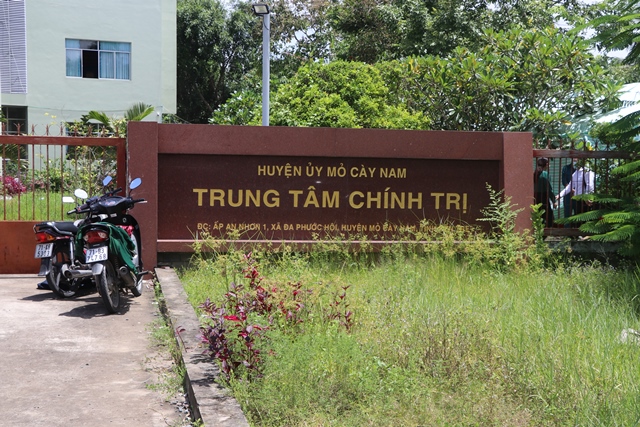 HUYỆN ỦY MỎ CÀY NAM
TRUNG TÂM CHÍNH TRỊ
ĐC: ẤP AN NHƠN 1, XÃ ĐA PHƯỚC HỘI, HUYỆN MỎ CÀY NAM, TỈNH